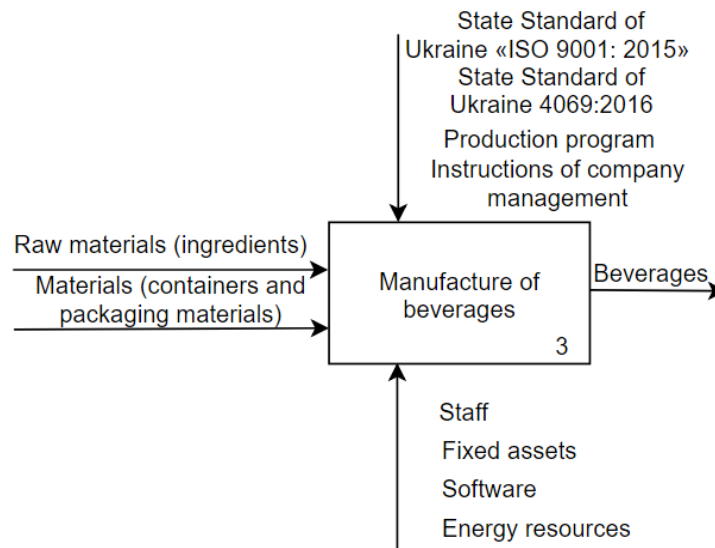 State Standard of
Ukraine «ISO 9001: 2015»
State Standard of
Ukraine 4069:2016
Production program
Instructions of company
management
Raw materials (ingredients)
Materials (containers and
packaging materials)
Manufacture of
beverages
3
Beverages
Staff
Fixed assets
Software
Energy resources